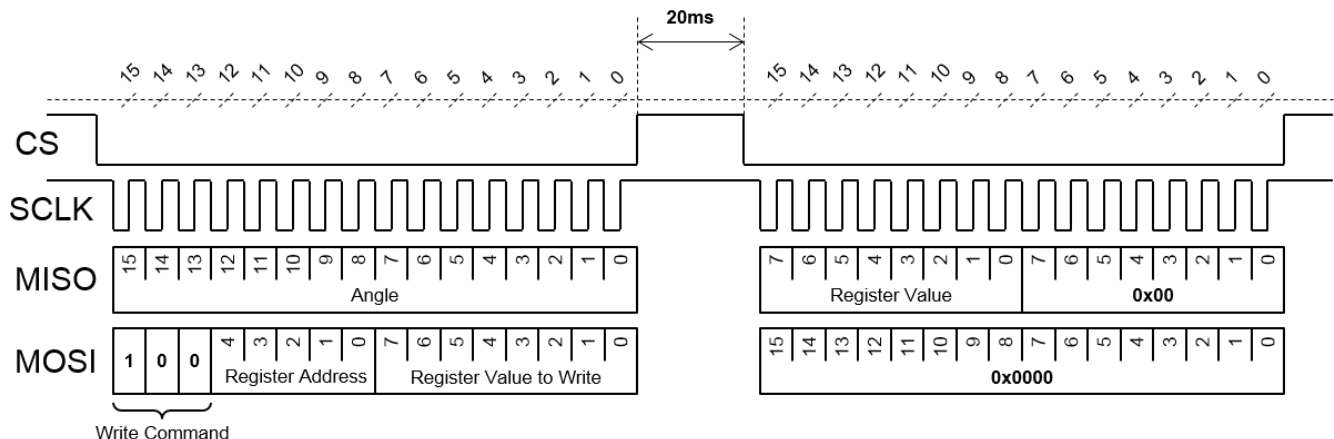 20ms
15 14 13 12 11 10 9 8 7 6 5 4 3 2 1 0 15 14 13 12 11 10 9 8 7 6 5 4 3 2 1 0
CS
SCLK
MISO 15 14 13 12 11 10 9 8 7 6 5 4 3 2 1 0 7 6 5 4 3 2 1 0 7 6 5 4 3 2 1 0
Angle Register Value 0x00
MOSI 1 0 0 4 3 2 1 0 7 6 5 4 3 2 1 0 15 14 13 12 11 10 9 8 7 6 5 4 3 2 1 0
Register Address Register Value to Write 0x0000
Write Command